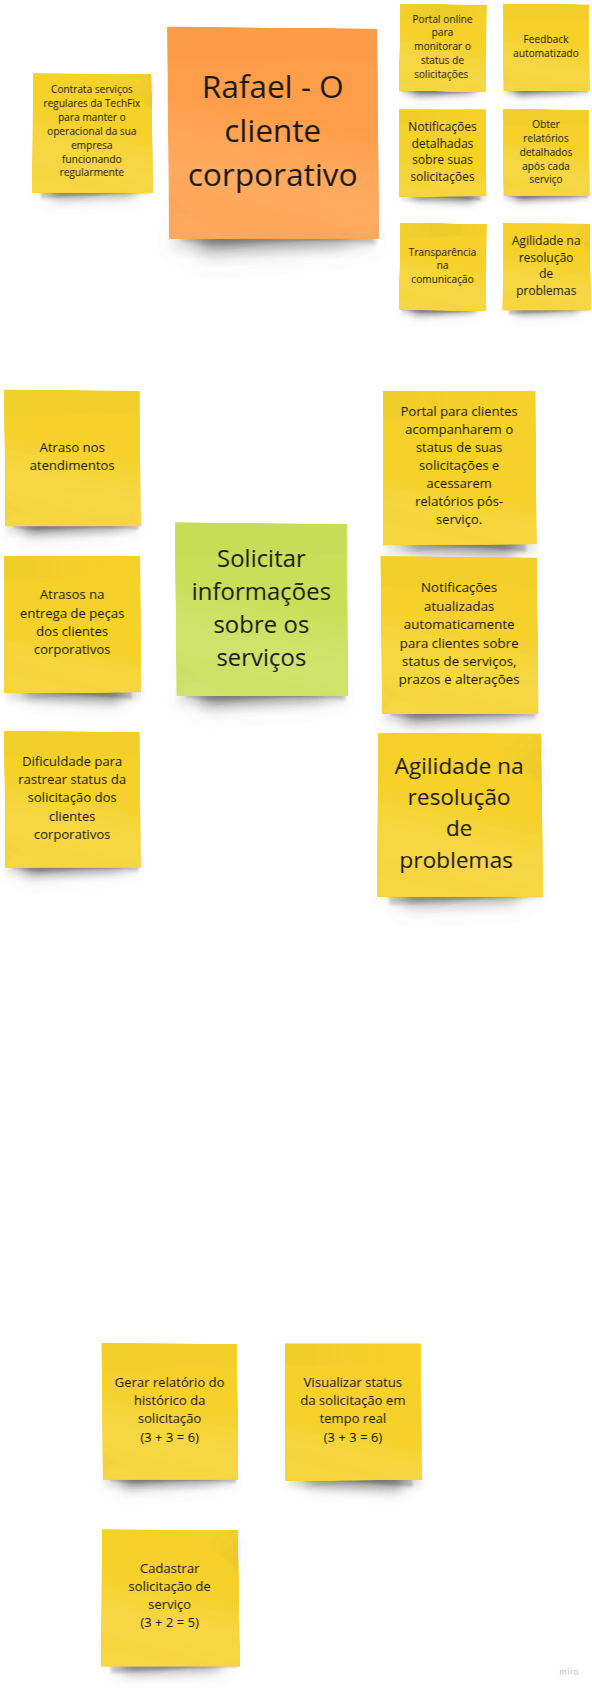 Contrata serviços
regulares da TechFix
para manter o
operacional da sua
empresa
funcionando
regularmente
Rafael - O
cliente
corporativo
Portal online
para
monitorar o
status de
solicitações
Feedback
automatizado
Notificações
detalhadas
sobre suas
solicitações
Obter
relatórios
detalhados
após cada
serviço
Transparência
na
comunicação
Agilidade na
resolução
de
problemas
Atraso nos
atendimentos
Atrasos na
entrega de peças
dos clientes
corporativos
Dificuldade para
rastrear status da
solicitação dos
clientes
corporativos
Solicitar
informações
sobre os
serviços
Portal para clientes
acompanharem o
status de suas
solicitações e
acessarem
relatórios pós-
serviço.
Notificações
atualizadas
automaticamente
para clientes sobre
status de serviços,
prazos e alterações
Agilidade na
resolução
de
problemas
Gerar relatório do
histórico da
solicitação
(3 + 3 = 6)
Visualizar status
da solicitação em
tempo real
(3 + 3 = 6)
Cadastrar
solicitação de
serviço
(3 + 2 = 5)
miro